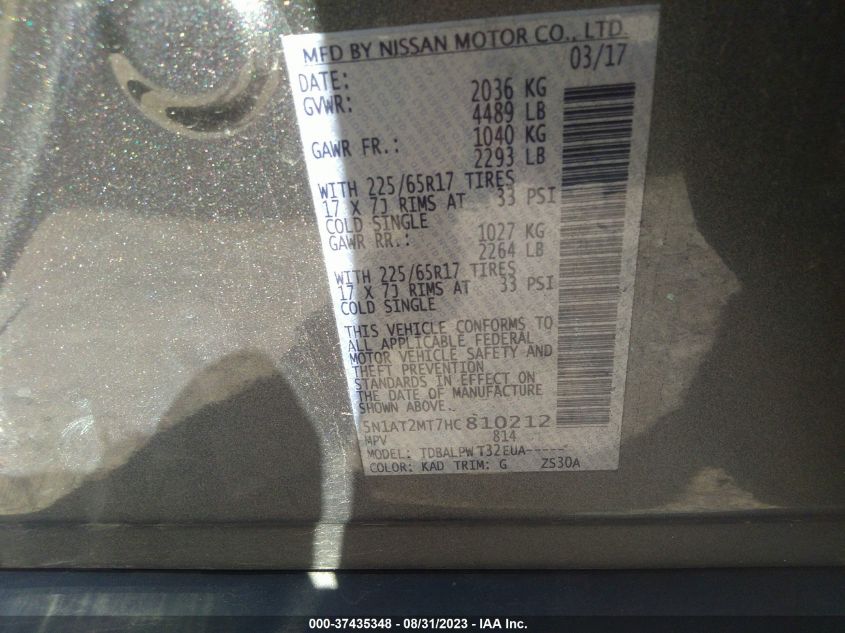 MFD BY NISSAN MOTOR CO., LTD.
DATE: 03/17
GVWR: 2036 KG
4489 LB
GAWR FR.: 1040 KG
2293 LB
WITH 225/65R17 TIRES
17 X 7J RIMS AT 33 PSI
COLD SINGLE
GAWR RR.: 1027 KG
2264 LB
WITH 225/65R17 TIRES
17 X 7J RIMS AT 33 PSI
COLD SINGLE
THIS VEHICLE CONFORMS TO
ALL APPLICABLE FEDERAL
MOTOR VEHICLE SAFETY AND
THEFT PREVENTION
STANDARDS IN EFFECT ON
THE DATE OF MANUFACTURE
SHOWN ABOVE.
5N1AT2MT7HC810212
MPV 814
MODEL: TDBALPW T32EUA-----
COLOR: KAD TRIM: G ZS30A
000-37435348 - 08/31/2023 - IAA Inc.